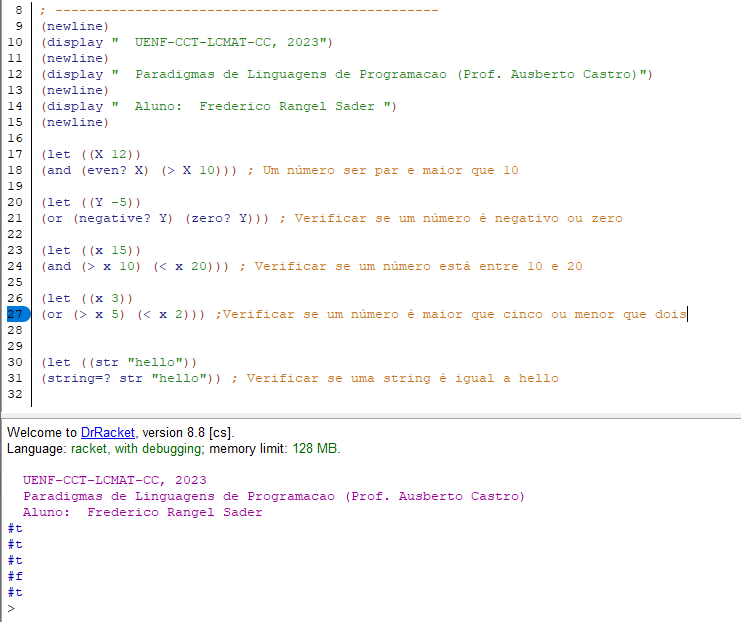 8 ; ------------------------------------------------
9 (newline)
10 (display "  UENF-CCT-LCMAT-CC, 2023")
11 (newline)
12 (display "  Paradigmas de Linguagens de Programacao (Prof. Ausberto Castro)")
13 (newline)
14 (display "  Aluno:  Frederico Rangel Sader ")
15 (newline)
16
17 (let ((X 12))
18 (and (even? X) (> X 10))) ; Um número ser par e maior que 10
19
20 (let ((Y -5))
21 (or (negative? Y) (zero? Y))) ; Verificar se um número é negativo ou zero
22
23 (let ((x 15))
24 (and (> x 10) (< x 20))) ; Verificar se um número está entre 10 e 20
25
26 (let ((x 3))
27 (or (> x 5) (< x 2))) ;Verificar se um número é maior que cinco ou menor que dois
28
29
30 (let ((str "hello"))
31 (string=? str "hello")) ; Verificar se uma string é igual a hello
32
Welcome to DrRacket, version 8.8 [cs].
Language: racket, with debugging; memory limit: 128 MB.
UENF-CCT-LCMAT-CC, 2023
Paradigmas de Linguagens de Programacao (Prof. Ausberto Castro)
Aluno:  Frederico Rangel Sader
#t
#t
#t
#f
#t
>